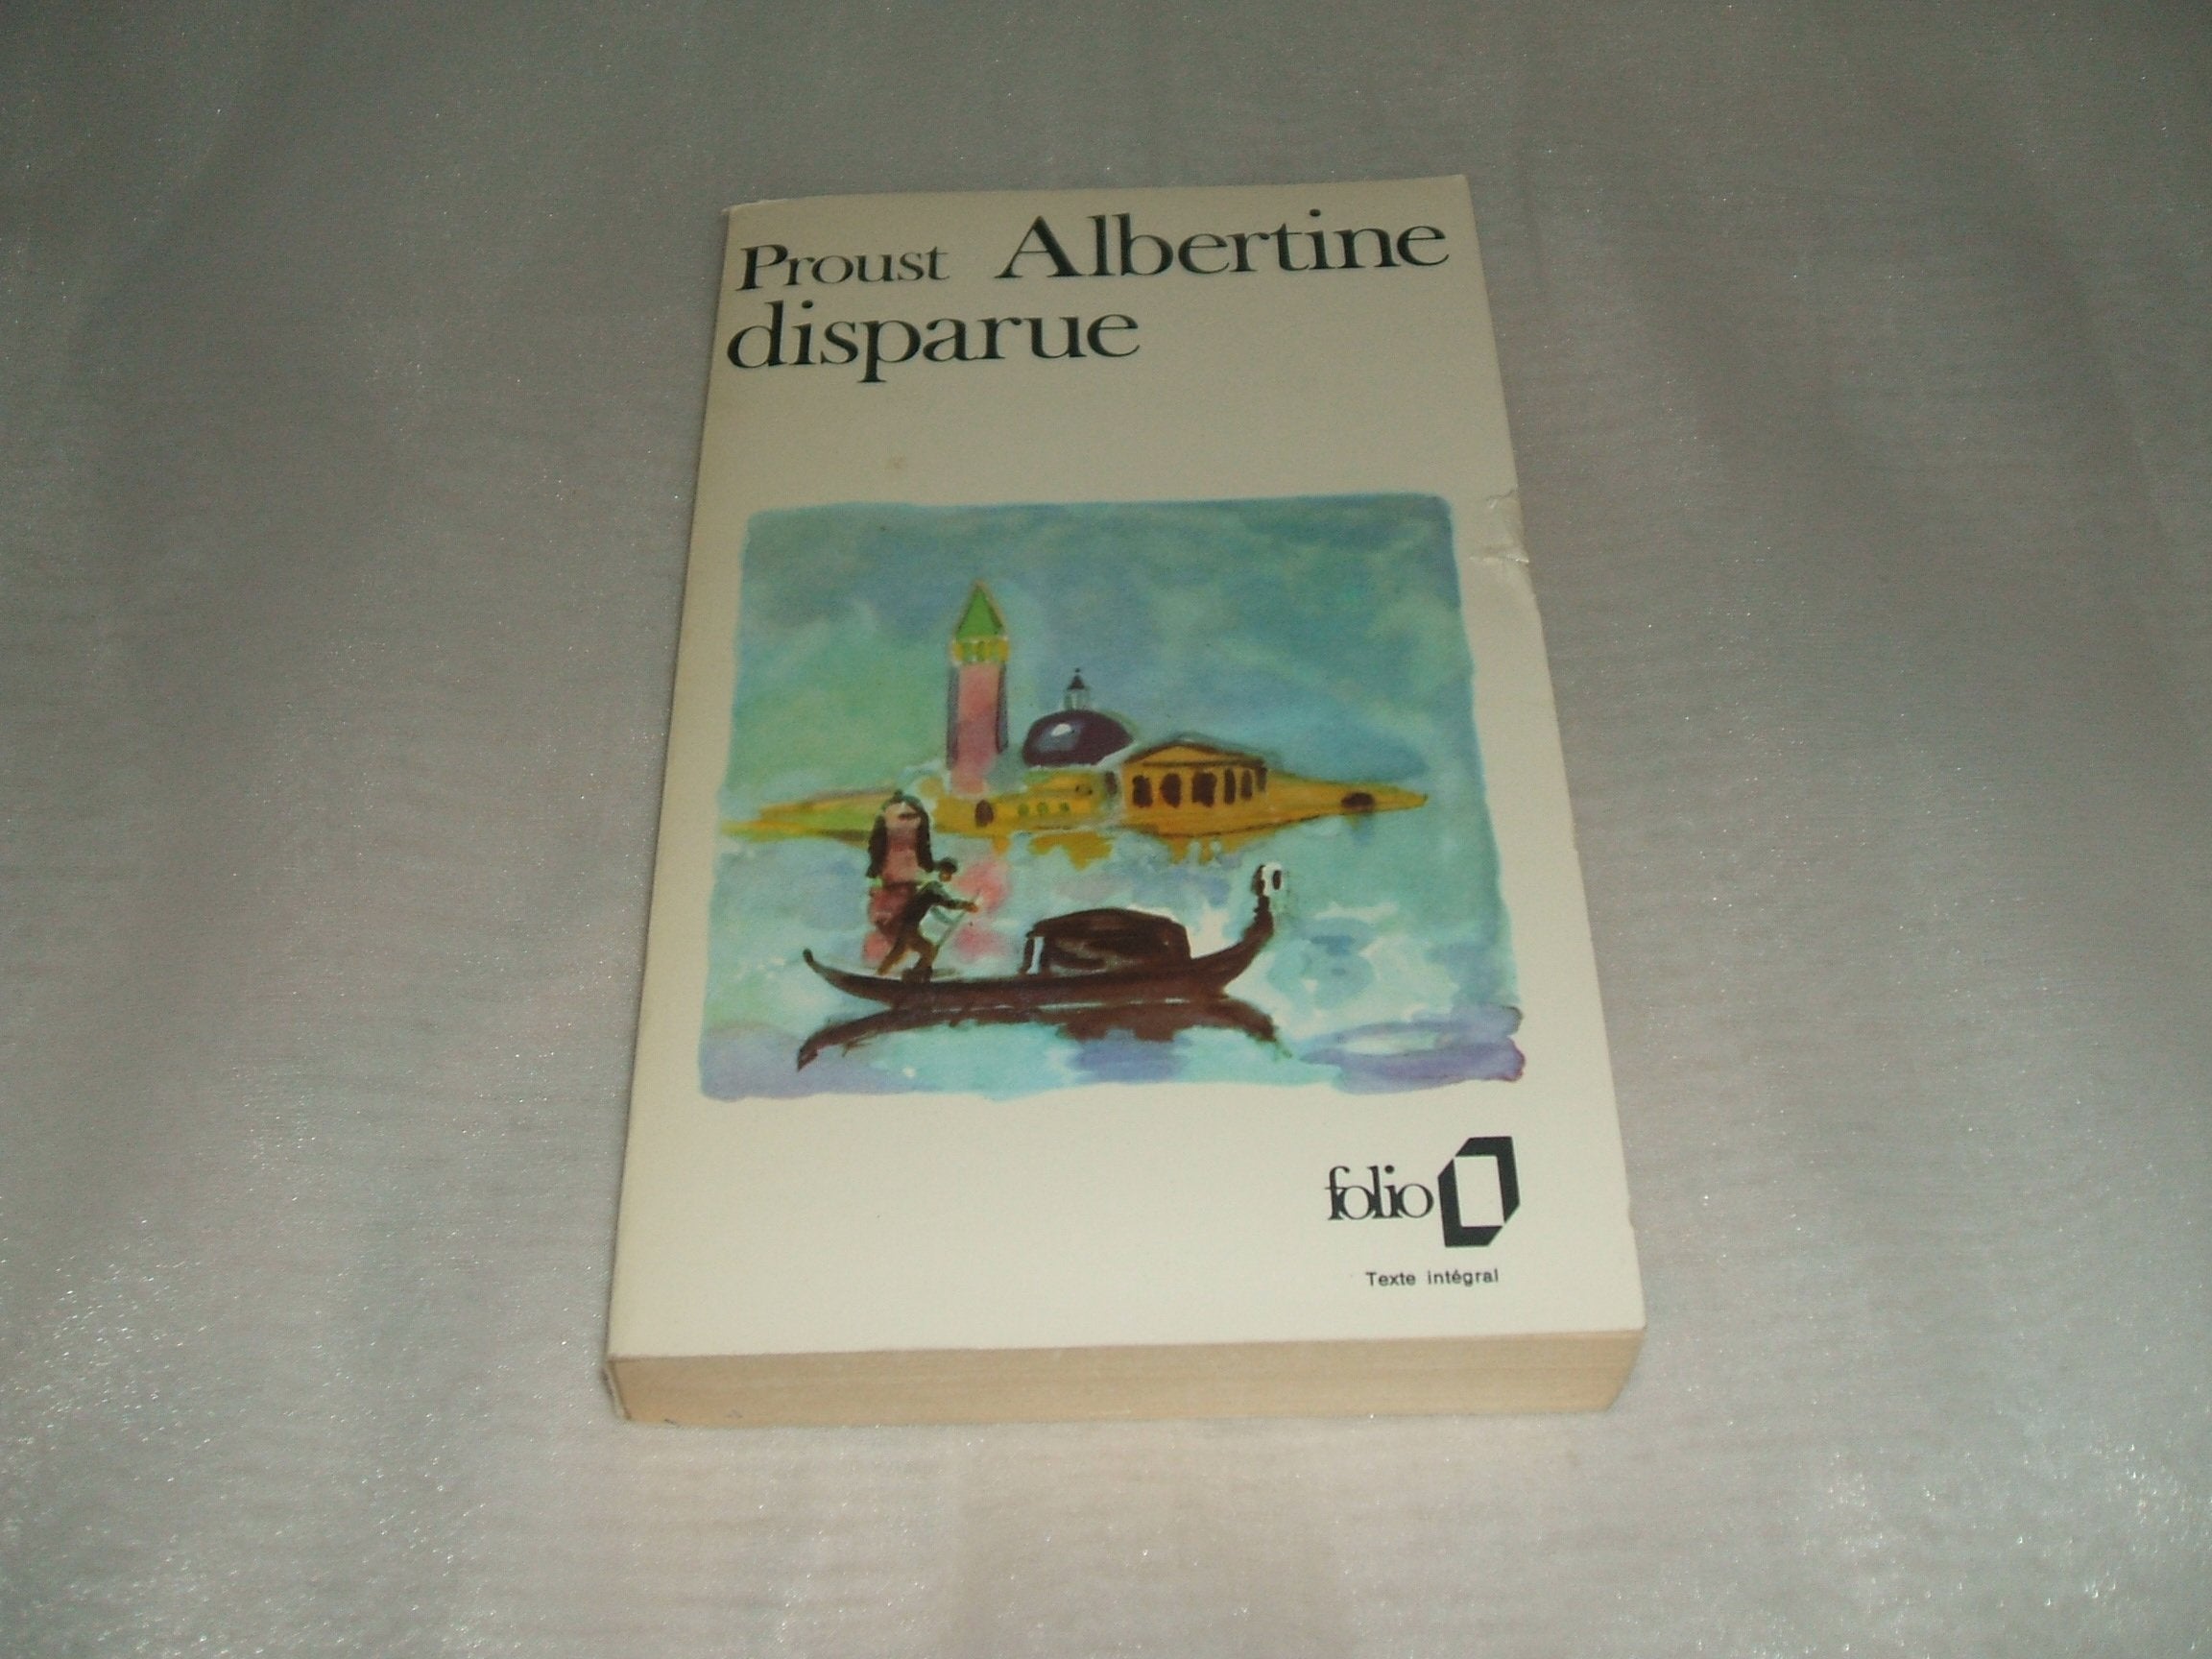 Proust Albertine
disparue
folio
Texte intégral